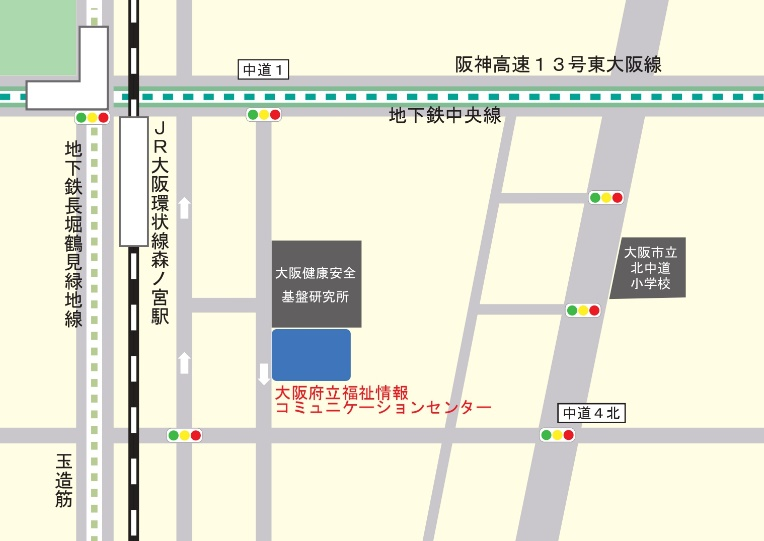 中道１
阪神高速１３号東大阪線
地下鉄中央線
地下鉄長堀鶴見緑地線
ＪＲ大阪環状線森ノ宮駅
大阪健康安全
基盤研究所
大阪市立
北中道
小学校
大阪府立福祉情報
コミュニケーションセンター
中道４北
玉造筋